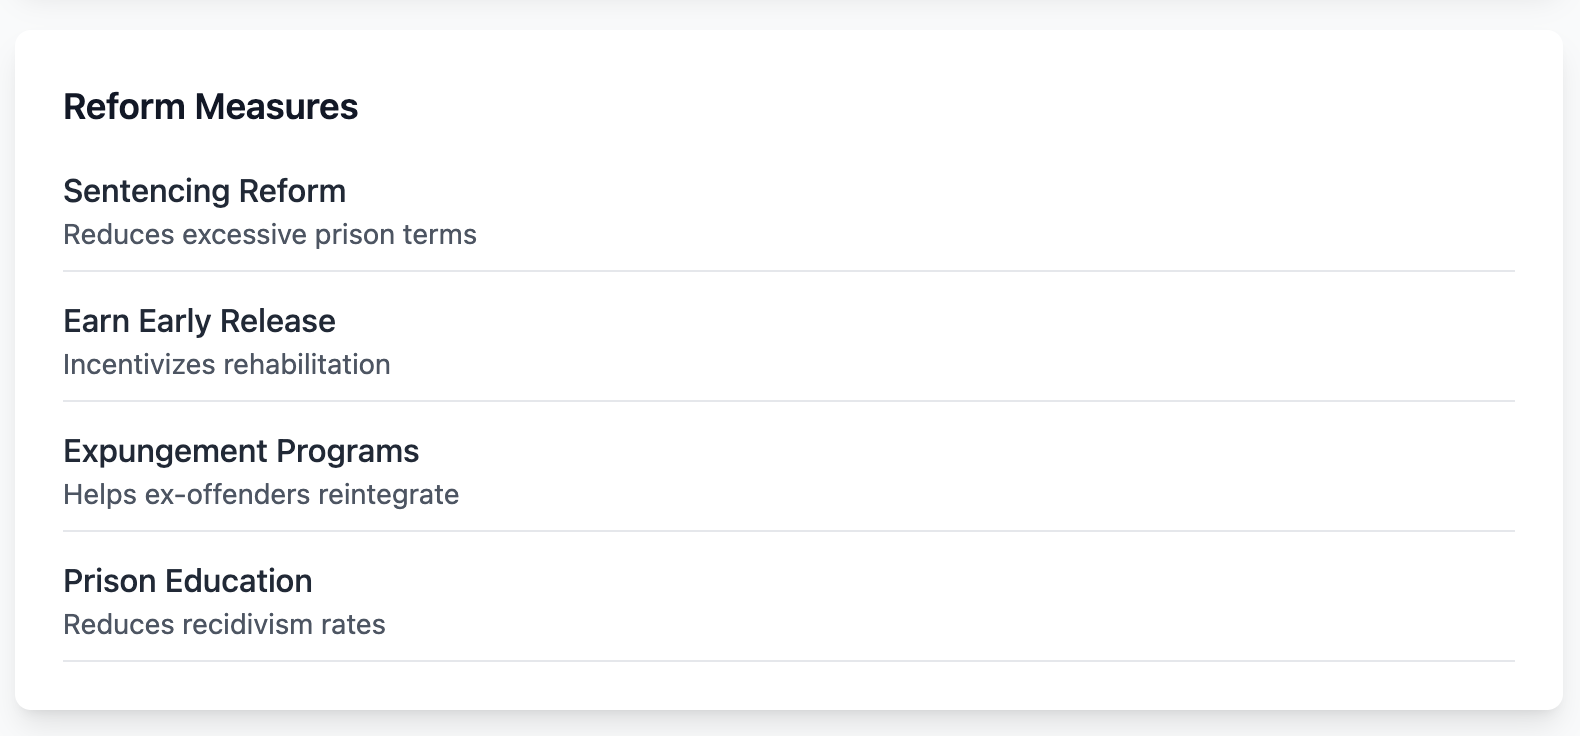 Reform Measures
Sentencing Reform
Reduces excessive prison terms
Earn Early Release
Incentivizes rehabilitation
Expungement Programs
Helps ex-offenders reintegrate
Prison Education
Reduces recidivism rates